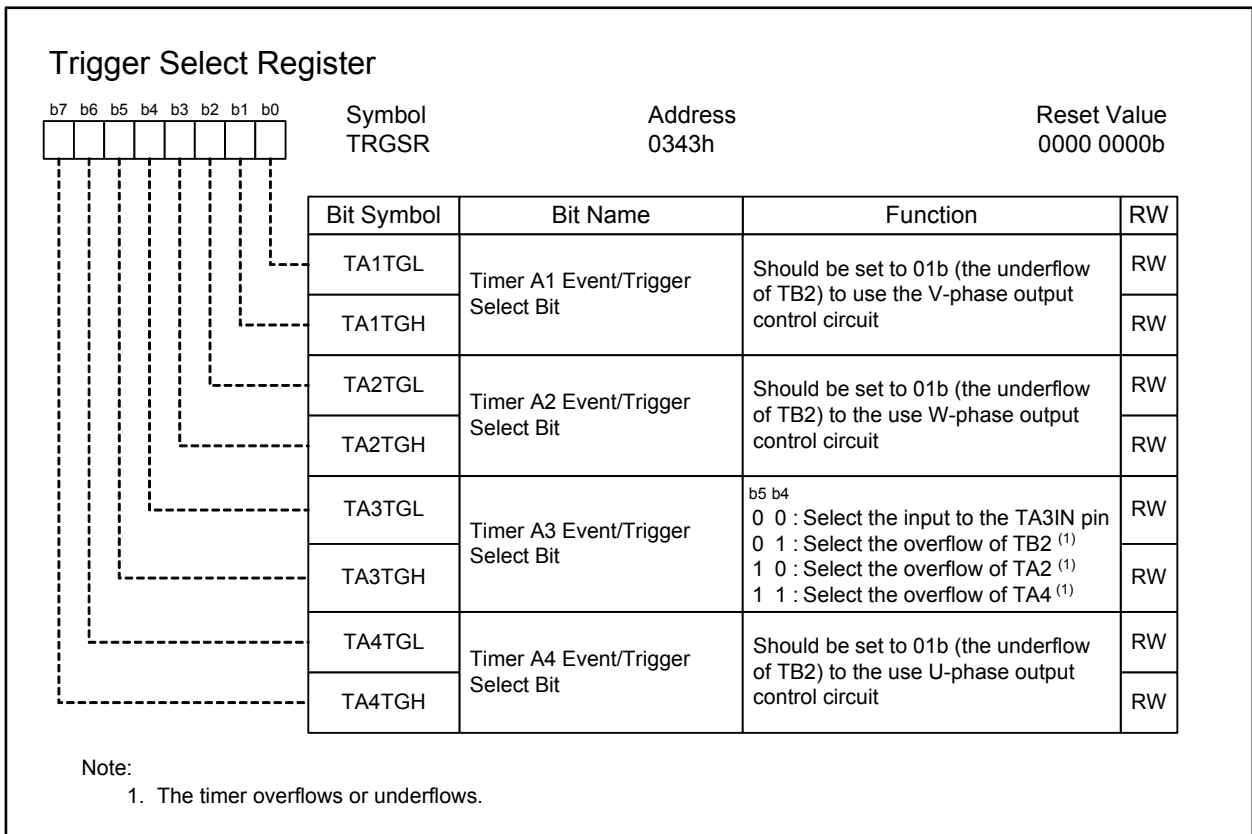 Trigger Select Register
b7 b6 b5 b4 b3 b2 b1 b0
Symbol Address Reset Value
TRGSR 0343h 0000 0000b
Bit Symbol Bit Name Function RW
TA1TGL RW
Timer A1 Event/Trigger
Select Bit
Should be set to 01b (the underflow
of TB2) to use the V-phase output
control circuit
TA1TGH RW
TA2TGL RW
Timer A2 Event/Trigger
Select Bit
Should be set to 01b (the underflow
of TB2) to the use W-phase output
control circuit
TA2TGH RW
TA3TGL RW
Timer A3 Event/Trigger
Select Bit
b5 b4
0 0 : Select the input to the TA3IN pin
0 1 : Select the overflow of TB2 (1)
1 0 : Select the overflow of TA2 (1)
1 1 : Select the overflow of TA4 (1)
TA3TGH RW
TA4TGL RW
Timer A4 Event/Trigger
Select Bit
Should be set to 01b (the underflow
of TB2) to the use U-phase output
control circuit
TA4TGH RW
Note:
1. The timer overflows or underflows.